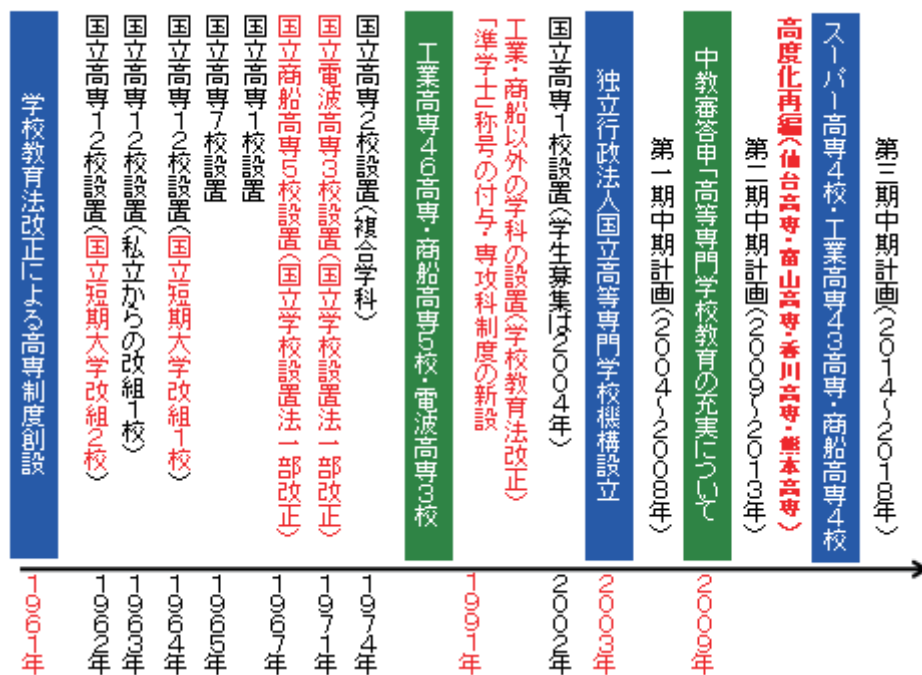 学校教育法改正による高専制度創設
国立高専12校設置(国立短期大学改組2校)
国立高専12校設置(私立からの改組1校)
国立高専12校設置(国立短期大学改組1校)
国立高専7校設置
国立高専1校設置
国立商船高専5校設置(国立学校設置法一部改正)
国立電波高専3校設置(国立学校設置法一部改正)
国立高専2校設置(複合学科)
工業高専46高専・商船高専5校・電波高専3校
工業・商船以外の学科の設置(学校教育法改正)
「準学士」称号の付与・専攻科制度の新設
国立高専1校設置(学生募集は2004年)
独立行政法人国立高等専門学校機構設立
第一期中期計画(2004～2008年)
中教審答申「高等専門学校教育の充実について
第二期中期計画(2009～2013年)
高度化再編(仙台高専・富山高専・香川高専・熊本高専)
スーパー高専4校・工業高専43高専・商船高専4校
第三期中期計画(2014～2018年)
1961年
1962年
1963年
1964年
1965年
1967年
1971年
1974年
1991年
2002年
2003年
2009年